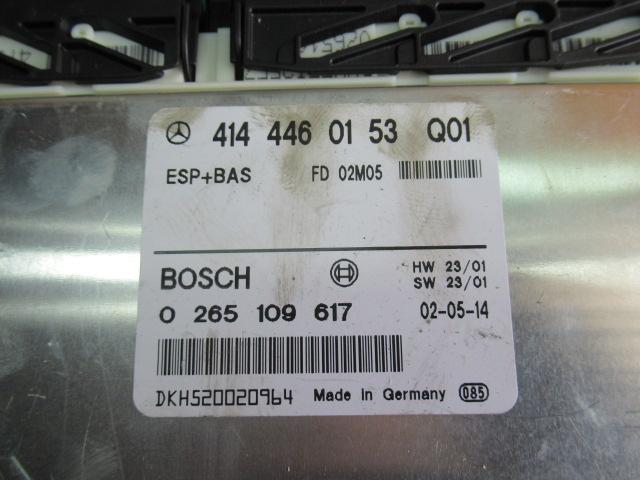 414 446 01 53 Q01
ESP+BAS FD 02M05
BOSCH HW 23/01
SW 23/01
0 265 109 617 02-05-14
DKH520020964 Made in Germany 085